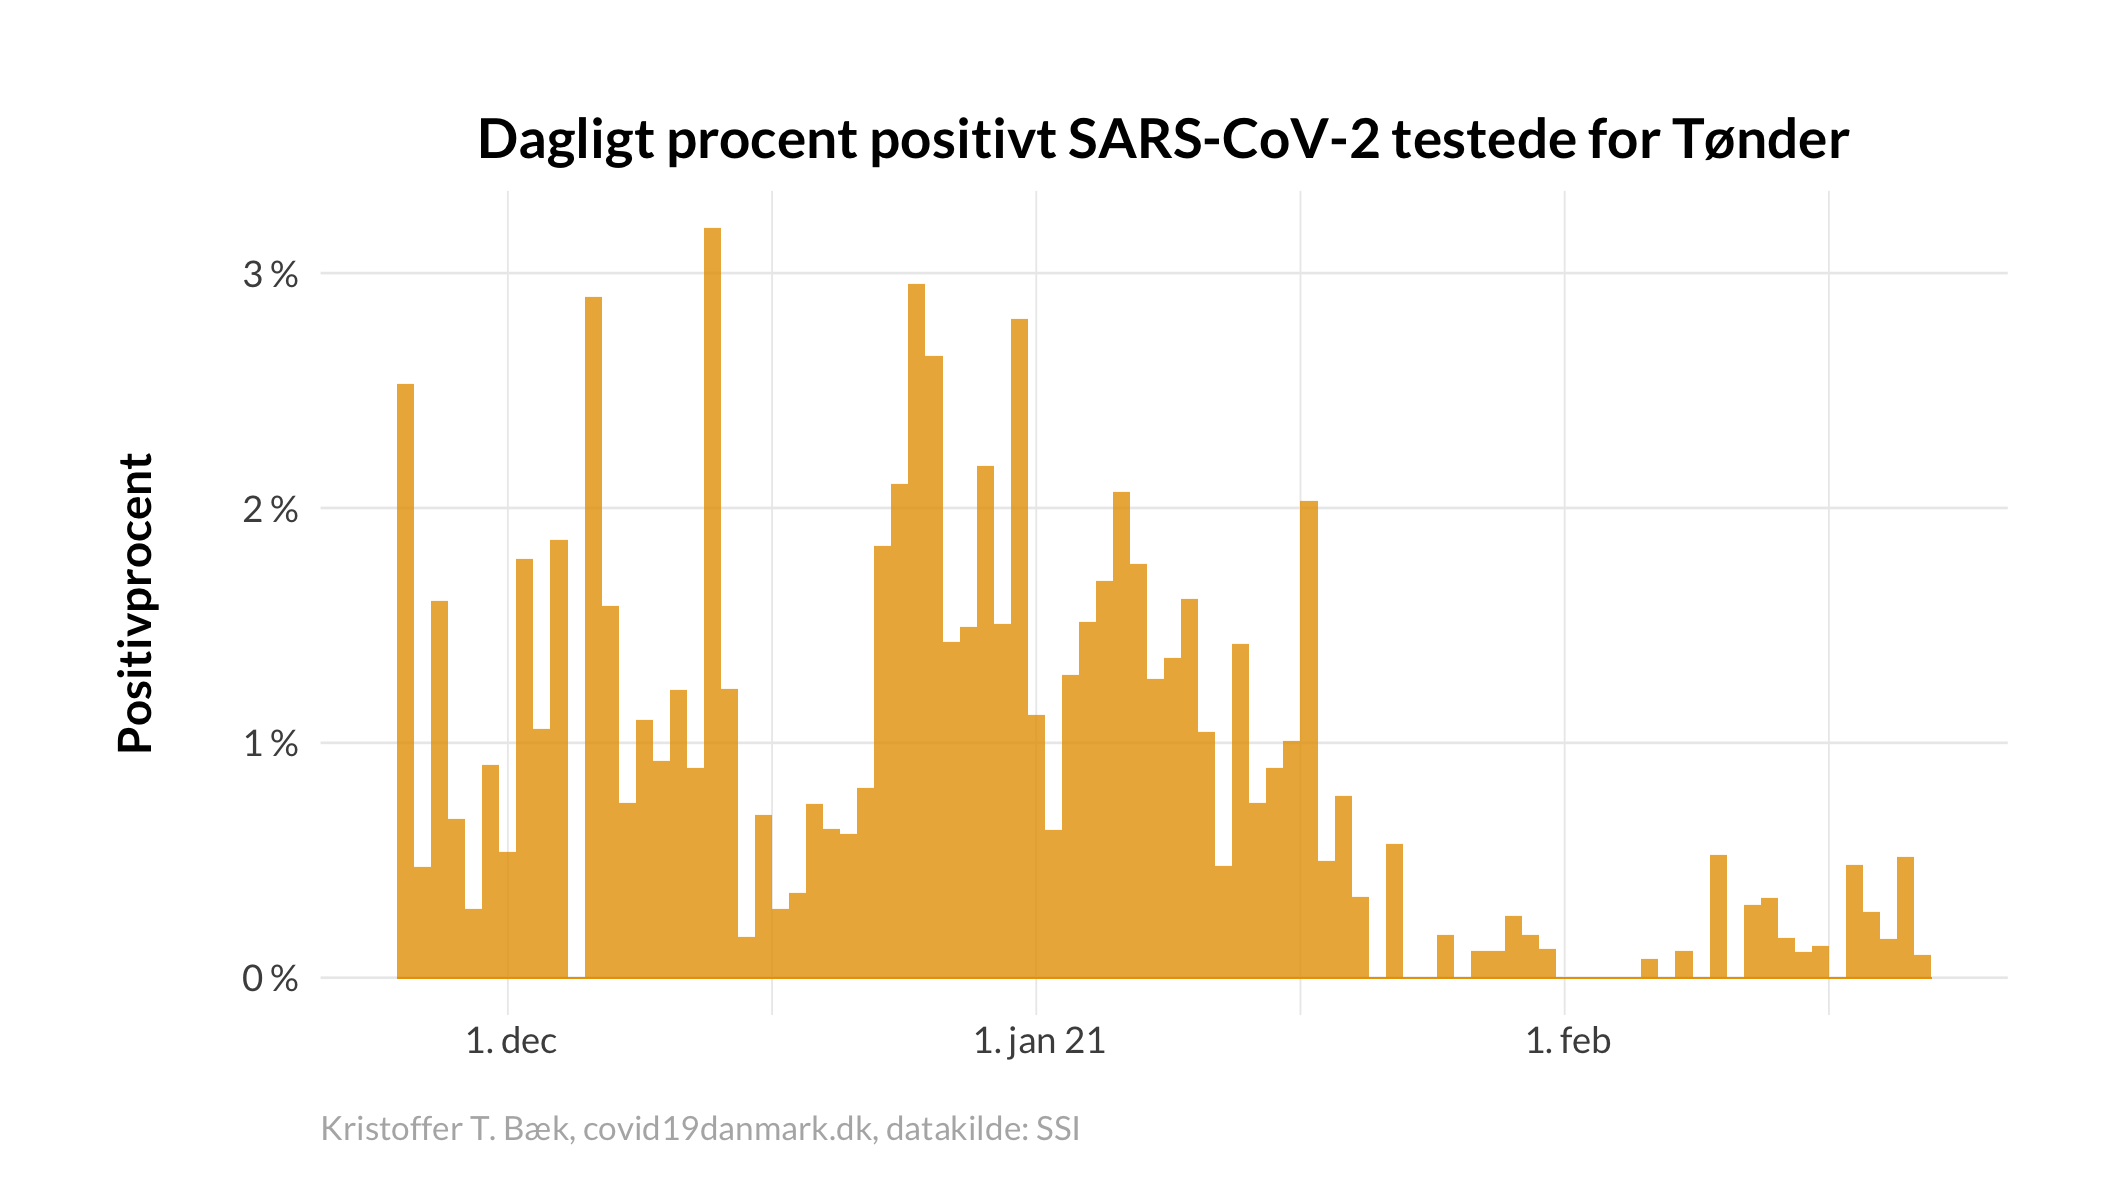 Dagligt procent positivt SARS-CoV-2 testede for Tønder
Positivprocent
3 %
2 %
1 %
0 %
1. dec
1. jan 21
1. feb
Kristoffer T. Bæk, covid19danmark.dk, datakilde: SSI